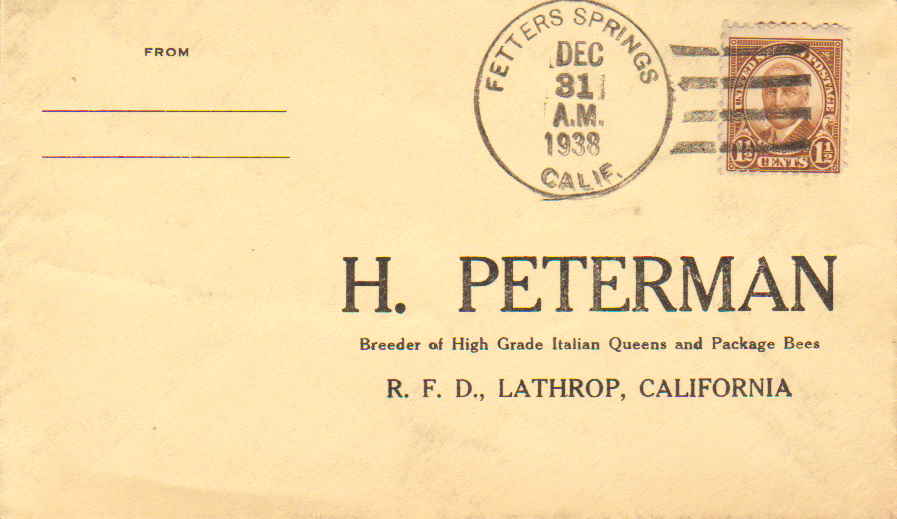 FROM
FETTERS SPRINGS
DEC
31
A.M.
1938
CALIF.
UNITED STATES POSTAGE
1½ CENTS 1½
H. PETERMAN
Breeder of High Grade Italian Queens and Package Bees
R. F. D., LATHROP, CALIFORNIA